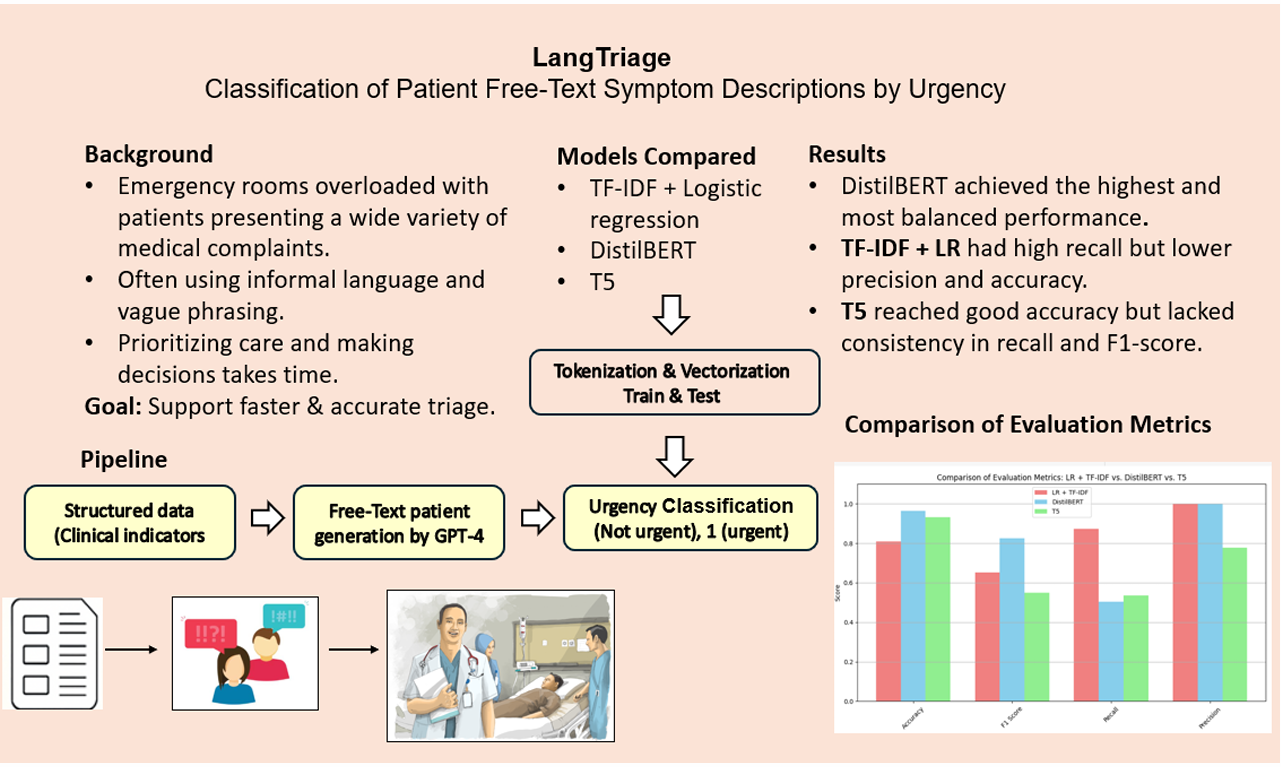 LangTriage
Classification of Patient Free-Text Symptom Descriptions by Urgency
Background
• Emergency rooms overloaded with
patients presenting a wide variety of
medical complaints.
• Often using informal language and
vague phrasing.
• Prioritizing care and making
decisions takes time.
Goal: Support faster & accurate triage.
Models Compared
• TF-IDF + Logistic
regression
• DistilBERT
• T5
Tokenization & Vectorization
Train & Test
Results
• DistilBERT achieved the highest and
most balanced performance.
• TF-IDF + LR had high recall but lower
precision and accuracy.
• T5 reached good accuracy but lacked
consistency in recall and F1-score.
Pipeline
Structured data
(Clinical indicators
Free-Text patient
generation by GPT-4
Urgency Classification
(Not urgent), 1 (urgent)
!!?!
!#!!
Comparison of Evaluation Metrics
Comparison of Evaluation Metrics: LR + TF-IDF vs. DistilBERT vs. T5
LR + TF-IDF
DistilBERT
T5
Score
1.0
0.8
0.6
0.4
0.2
0.0
Accuracy
F1 Score
Recall
Precision